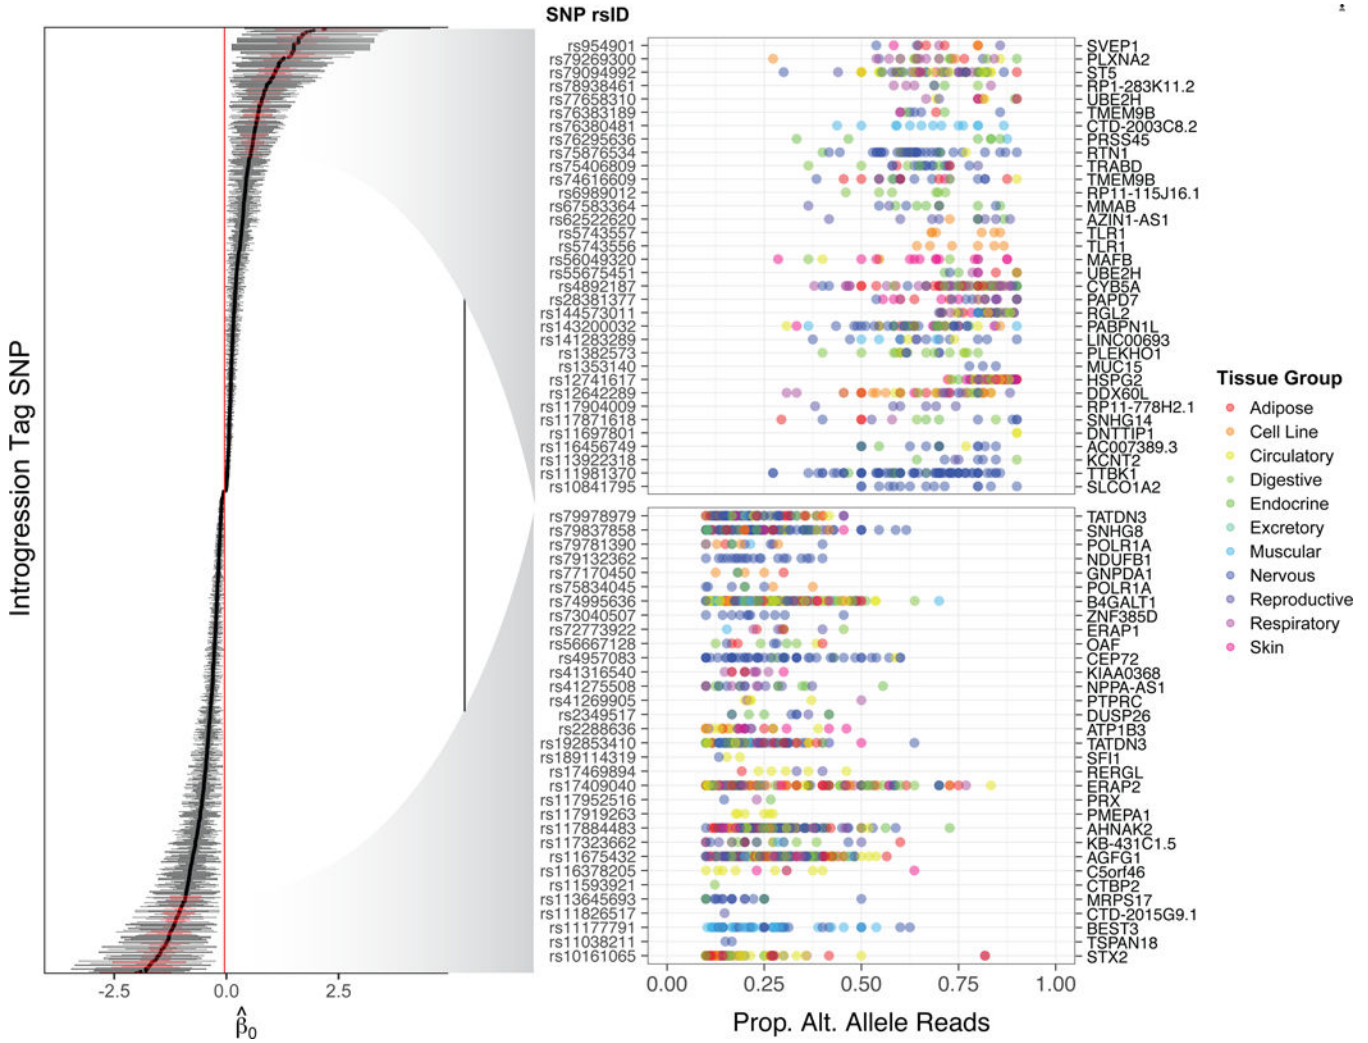 SNP rsID
rs954901 SVEP1
rs79269300 PLXNA2
rs79094992 ST5
rs78938461 RP1-283K11.2
rs77658310 UBE2H
rs76383189 TMEM9B
rs76380481 CTD-2003C8.2
rs76295636 PRSS45
rs75876534 RTN1
rs75406809 TRABD
rs74616609 TMEM9B
rs6989012 RP11-115J16.1
rs67583364 MMAB
rs62522620 AZIN1-AS1
rs5743557 TLR1
rs5743556 TLR1
rs56049320 MAFB
rs55675451 UBE2H
rs4892187 CYB5A
rs28381377 PAPD7
rs144573011 RGL2
rs143200032 PABPN1L
rs141283289 LINC00693
rs1382573 PLEKHO1
rs1353140 MUC15
rs12741617 HSPG2
rs12642289 DDX60L
rs117904009 RP11-778H2.1
rs117871618 SNHG14
rs11697801 DNTTIP1
rs116456749 AC007389.3
rs113922318 KCNT2
rs111981370 TTBK1
rs10841795 SLCO1A2
rs79978979 TATDN3
rs79837858 SNHG8
rs79781390 POLR1A
rs79132362 NDUFB1
rs77170450 GNPDA1
rs75834045 POLR1A
rs74995636 B4GALT1
rs73040507 ZNF385D
rs72773922 ERAP1
rs56667128 OAF
rs4957083 CEP72
rs41316540 KIAA0368
rs41275508 NPPA-AS1
rs41269905 PTPRC
rs2349517 DUSP26
rs2288636 ATP1B3
rs192853410 TATDN3
rs189114319 SFI1
rs17469894 RERGL
rs17409040 ERAP2
rs117952516 PRX
rs117919263 PMEPA1
rs117884483 AHNAK2
rs117323662 KB-431C1.5
rs11675432 AGFG1
rs116378205 C5orf46
rs11593921 CTBP2
rs113645693 MRPS17
rs111826517 CTD-2015G9.1
rs11177791 BEST3
rs11038211 TSPAN18
rs10161065 STX2
0.00 0.25 0.50 0.75 1.00
Prop. Alt. Allele Reads
Introgression Tag SNP
-2.5 0.0 2.5
β̂₀
Tissue Group
Adipose
Cell Line
Circulatory
Digestive
Endocrine
Excretory
Muscular
Nervous
Reproductive
Respiratory
Skin